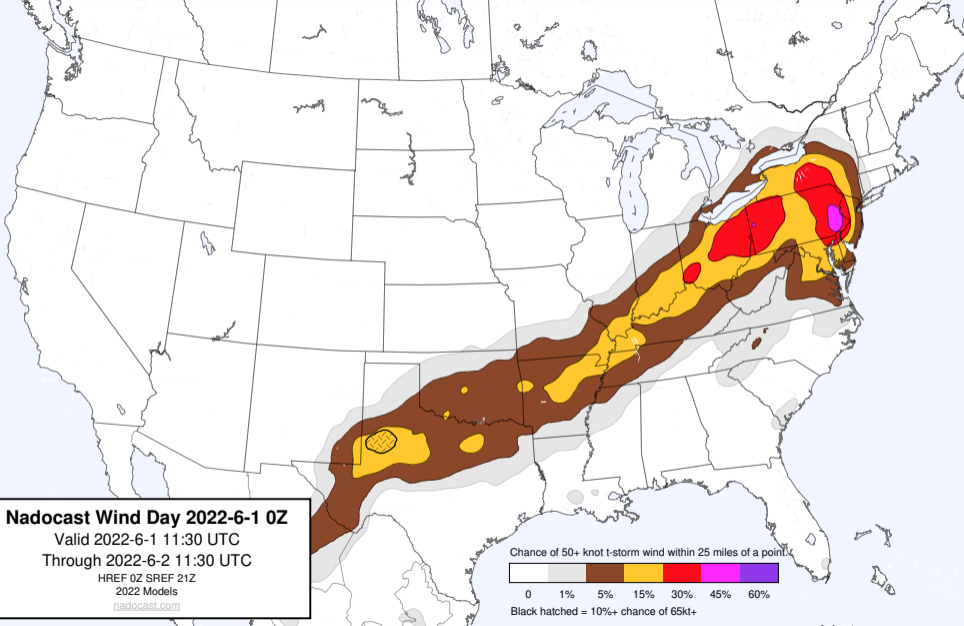 Nadocast Wind Day 2022-6-1 0Z
Valid 2022-6-1 11:30 UTC
Through 2022-6-2 11:30 UTC
HREF 0Z SREF 21Z
2022 Models
nadocast.com
Chance of 50+ knot t-storm wind within 25 miles of a point.
0 1% 5% 15% 30% 45% 60%
Black hatched = 10%+ chance of 65kt+